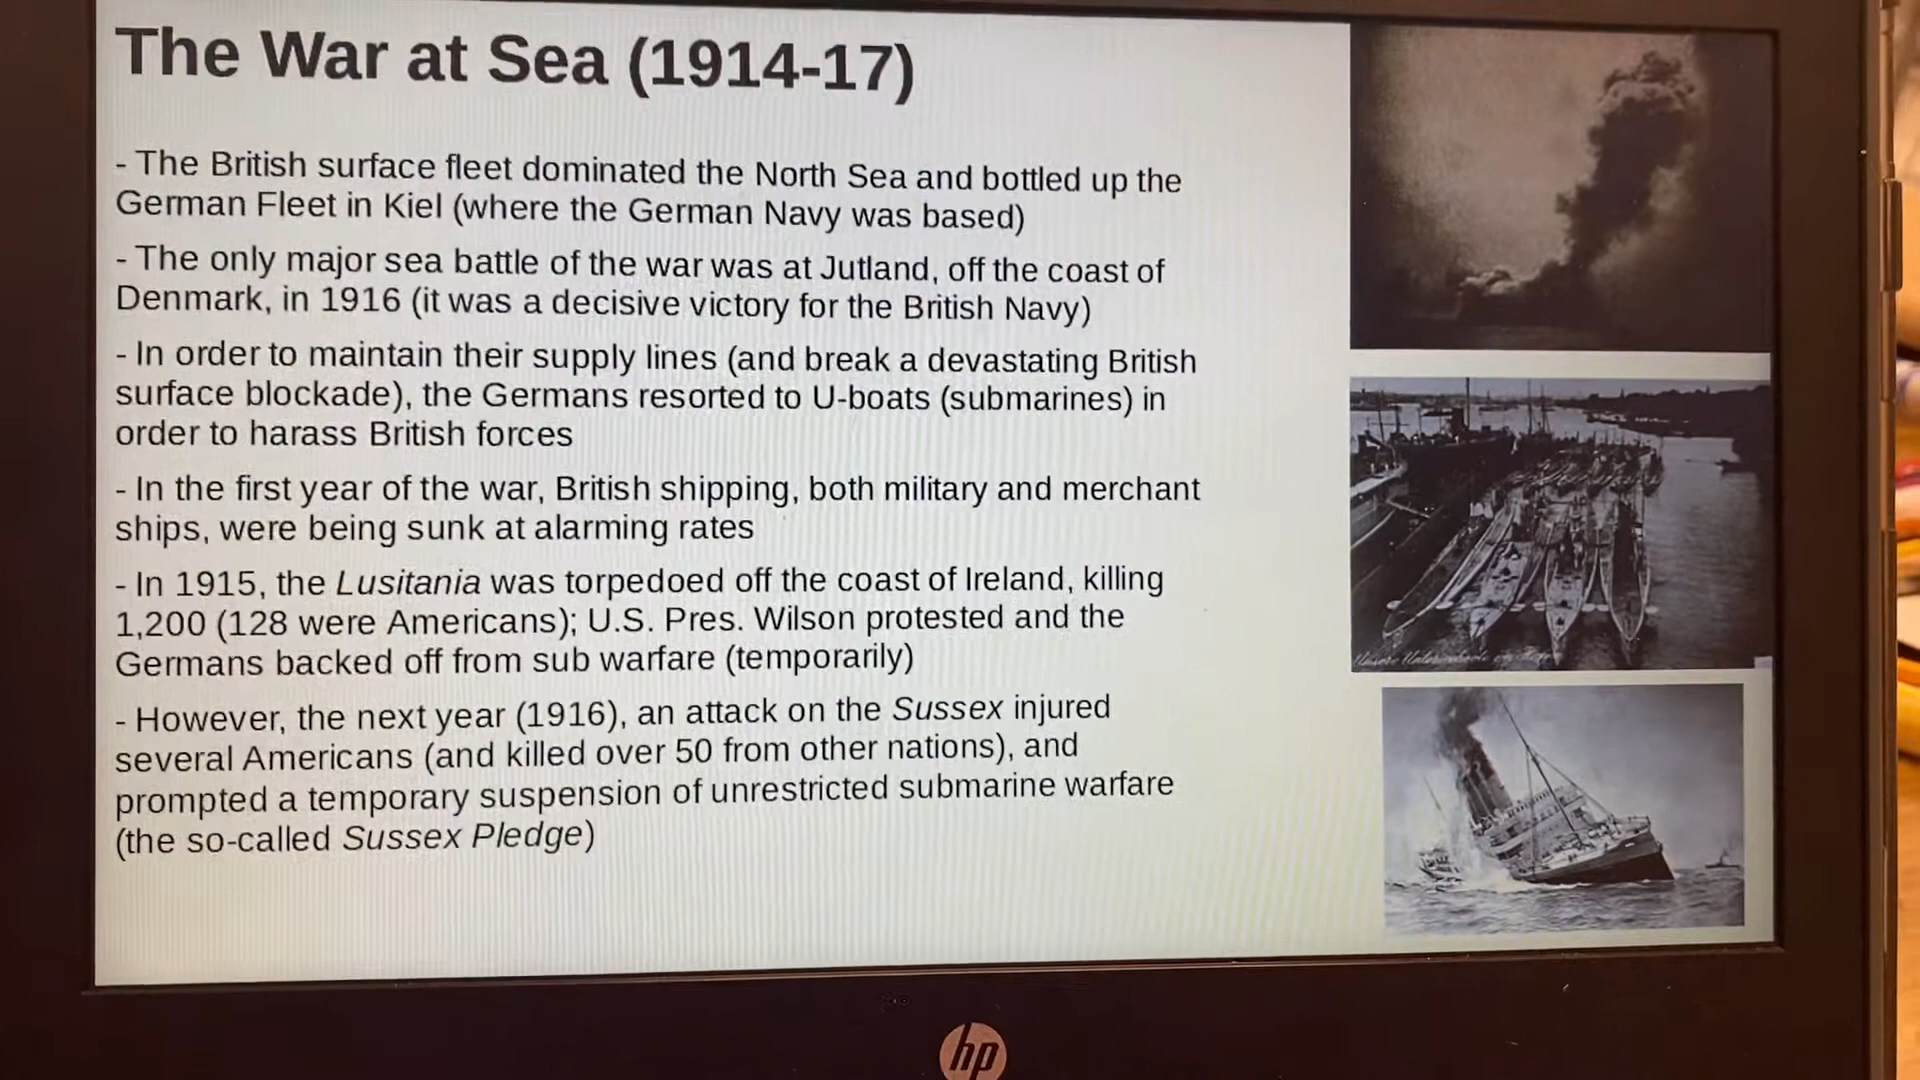 The War at Sea (1914-17)
- The British surface fleet dominated the North Sea and bottled up the
German Fleet in Kiel (where the German Navy was based)
- The only major sea battle of the war was at Jutland, off the coast of
Denmark, in 1916 (it was a decisive victory for the British Navy)
- In order to maintain their supply lines (and break a devastating British
surface blockade), the Germans resorted to U-boats (submarines) in
order to harass British forces
- In the first year of the war, British shipping, both military and merchant
ships, were being sunk at alarming rates
- In 1915, the Lusitania was torpedoed off the coast of Ireland, killing
1,200 (128 were Americans); U.S. Pres. Wilson protested and the
Germans backed off from sub warfare (temporarily)
- However, the next year (1916), an attack on the Sussex injured
several Americans (and killed over 50 from other nations), and
prompted a temporary suspension of unrestricted submarine warfare
(the so-called Sussex Pledge)
hp